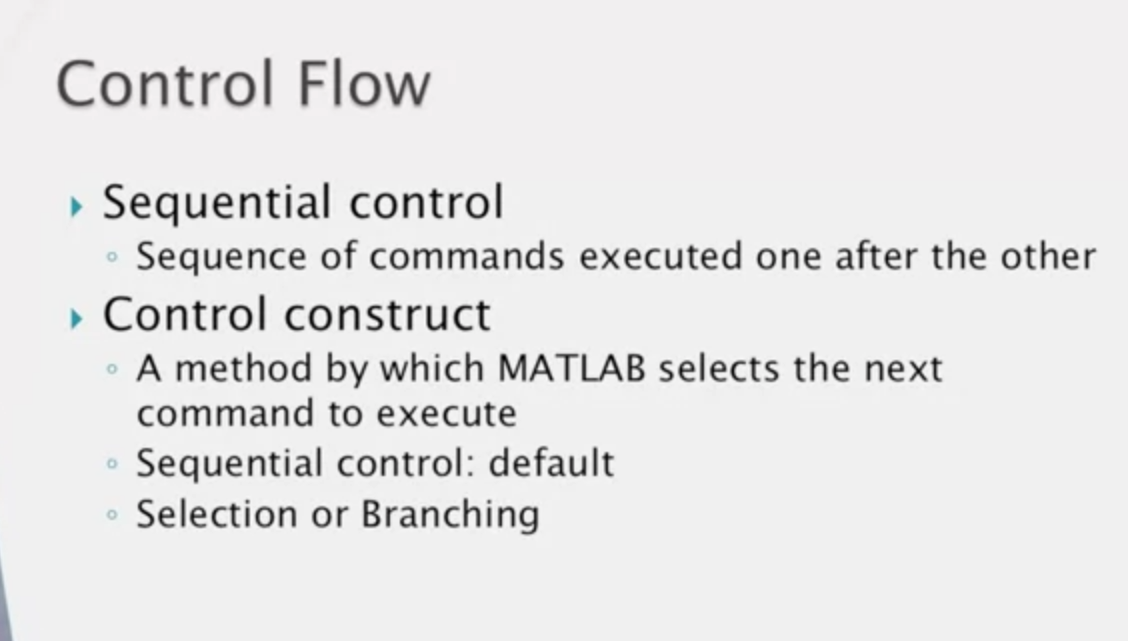 Control Flow
Sequential control
Sequence of commands executed one after the other
Control construct
A method by which MATLAB selects the next
command to execute
Sequential control: default
Selection or Branching